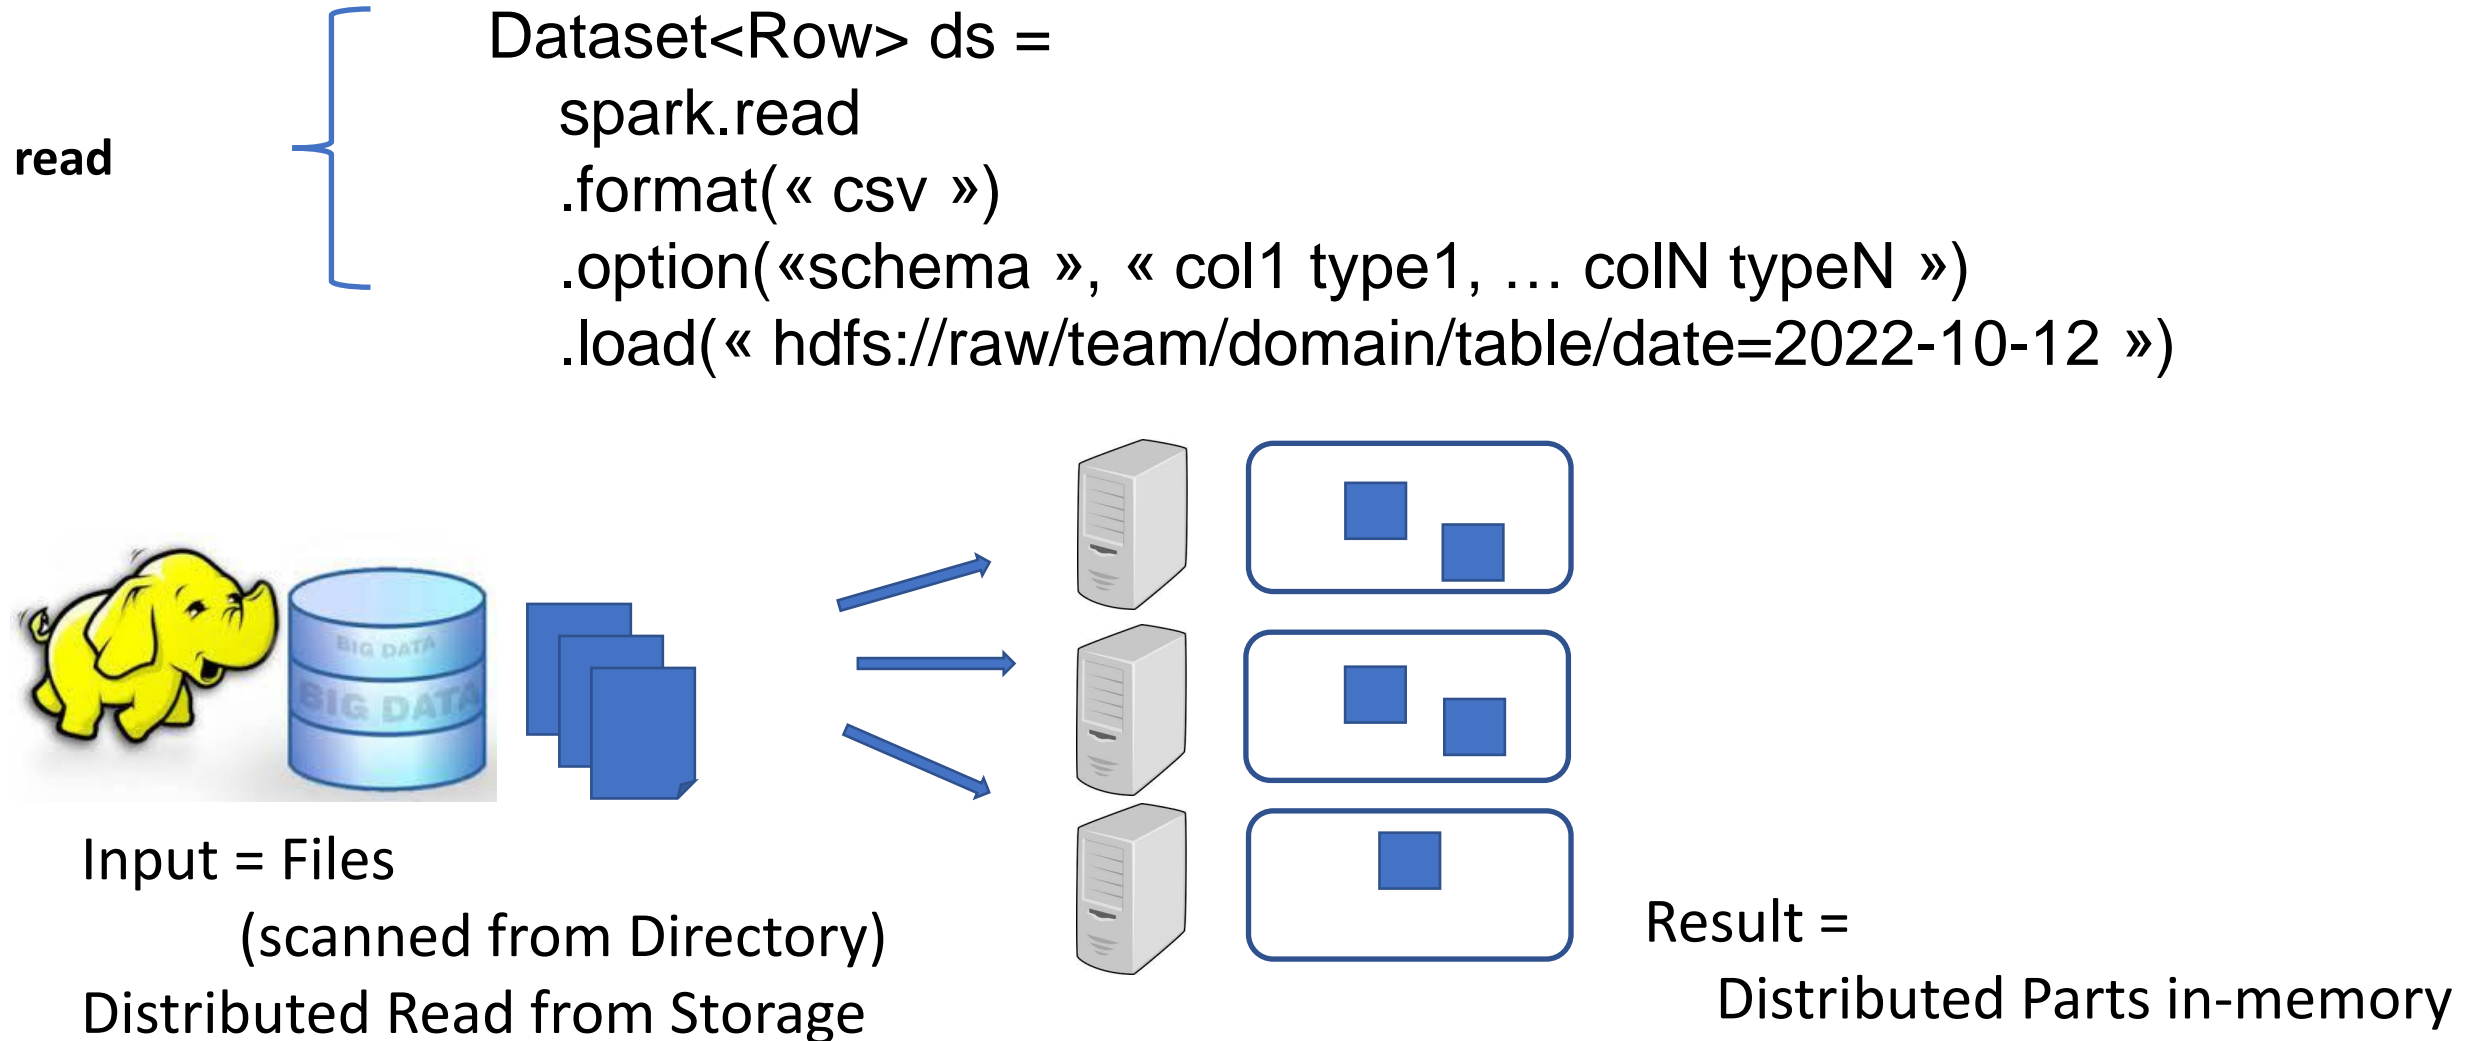 Dataset<Row> ds =
spark.read
read
.format(« csv »)
.option(«schema », « col1 type1, … colN typeN »)
.load(« hdfs://raw/team/domain/table/date=2022-10-12 »)
BIG DATA
BIG DATA
Input = Files
(scanned from Directory)
Distributed Read from Storage
Result =
Distributed Parts in-memory